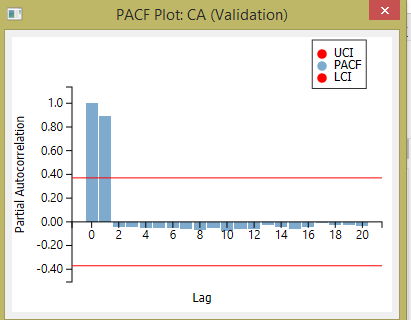 PACF Plot: CA (Validation)
UCI
PACF
LCI
1.0
0.80
0.60
0.40
0.20
0.00
-0.20
-0.40
Partial Autocorrelation
0 2 4 6 8 10 12 14 16 18 20
Lag